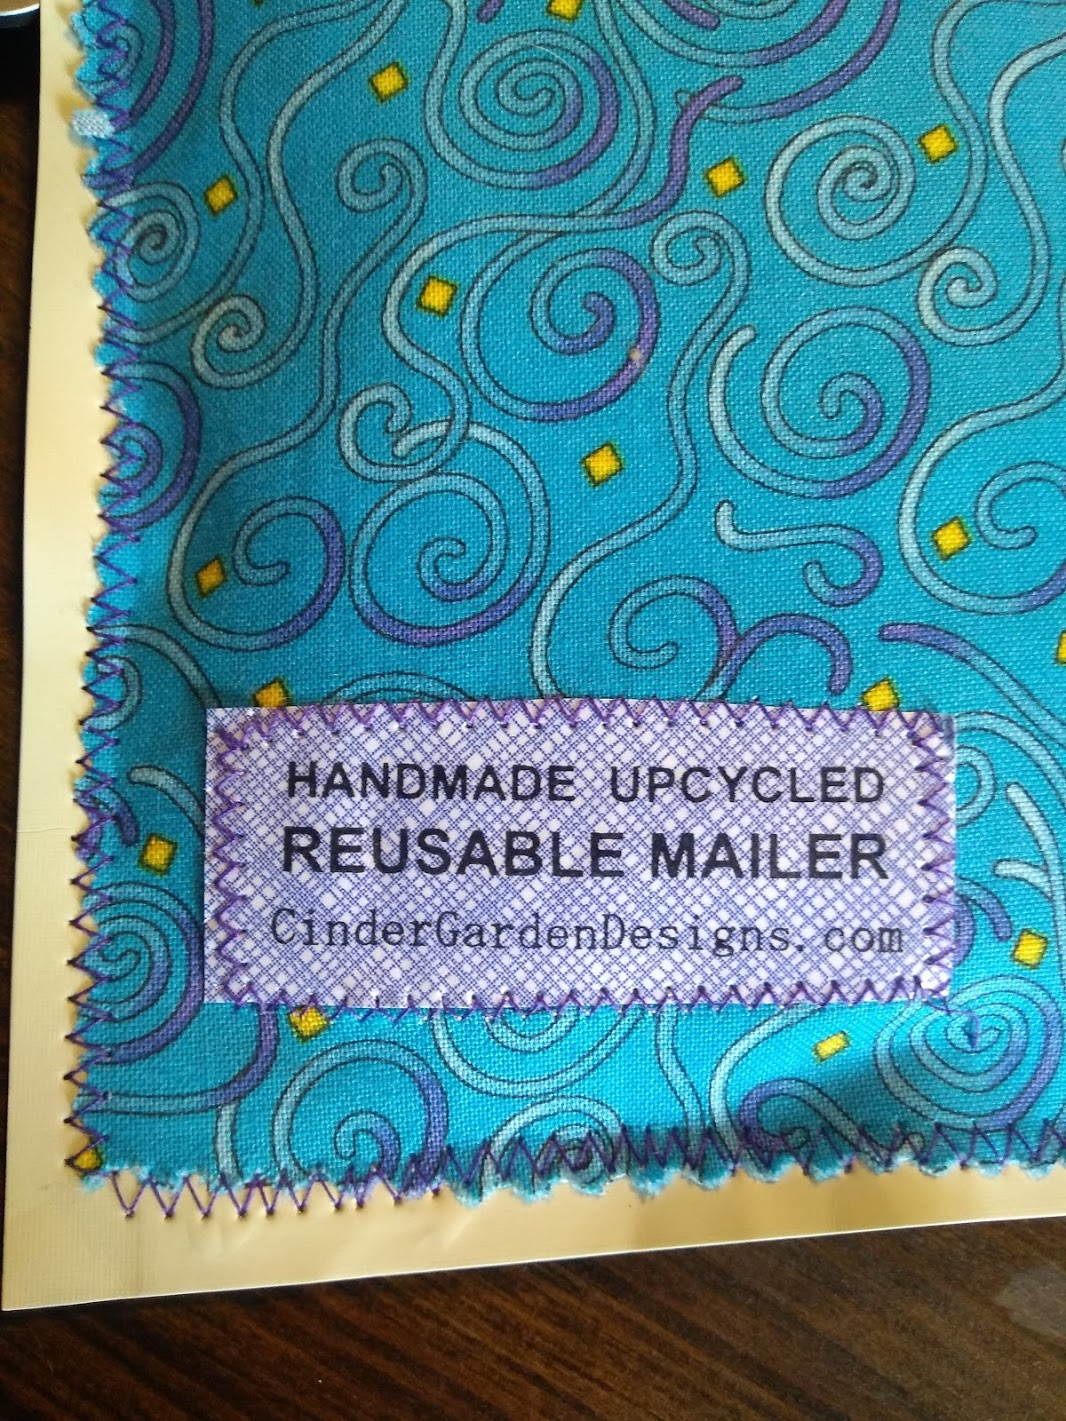 HANDMADE UPCYCLED
REUSABLE MAILER
CinderGardenDesigns.com